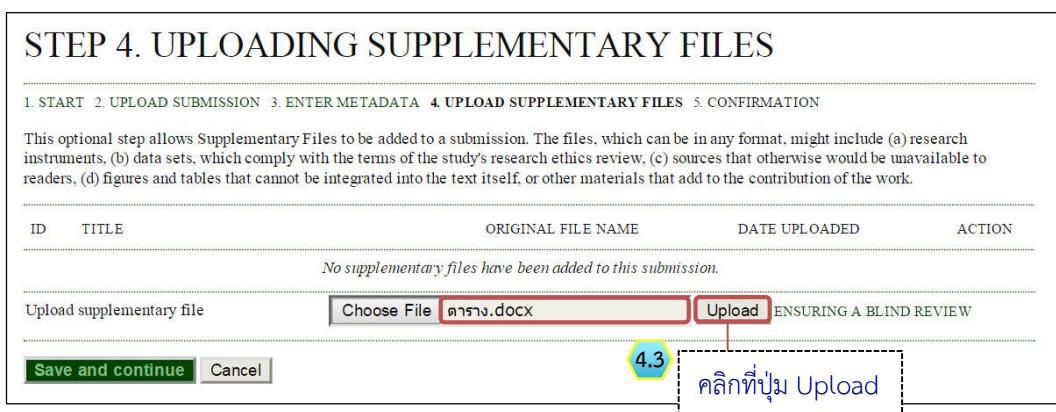 STEP 4. UPLOADING SUPPLEMENTARY FILES
1. START 2. UPLOAD SUBMISSION 3. ENTER METADATA 4. UPLOAD SUPPLEMENTARY FILES 5. CONFIRMATION
This optional step allows Supplementary Files to be added to a submission. The files, which can be in any format, might include (a) research
instruments, (b) data sets, which comply with the terms of the study's research ethics review, (c) sources that otherwise would be unavailable to
readers, (d) figures and tables that cannot be integrated into the text itself, or other materials that add to the contribution of the work.
ID TITLE ORIGINAL FILE NAME DATE UPLOADED ACTION
No supplementary files have been added to this submission.
Upload supplementary file Choose File ตาราง.docx Upload ENSURING A BLIND REVIEW
Save and continue Cancel
4.3
คลิกที่ปุ่ม Upload